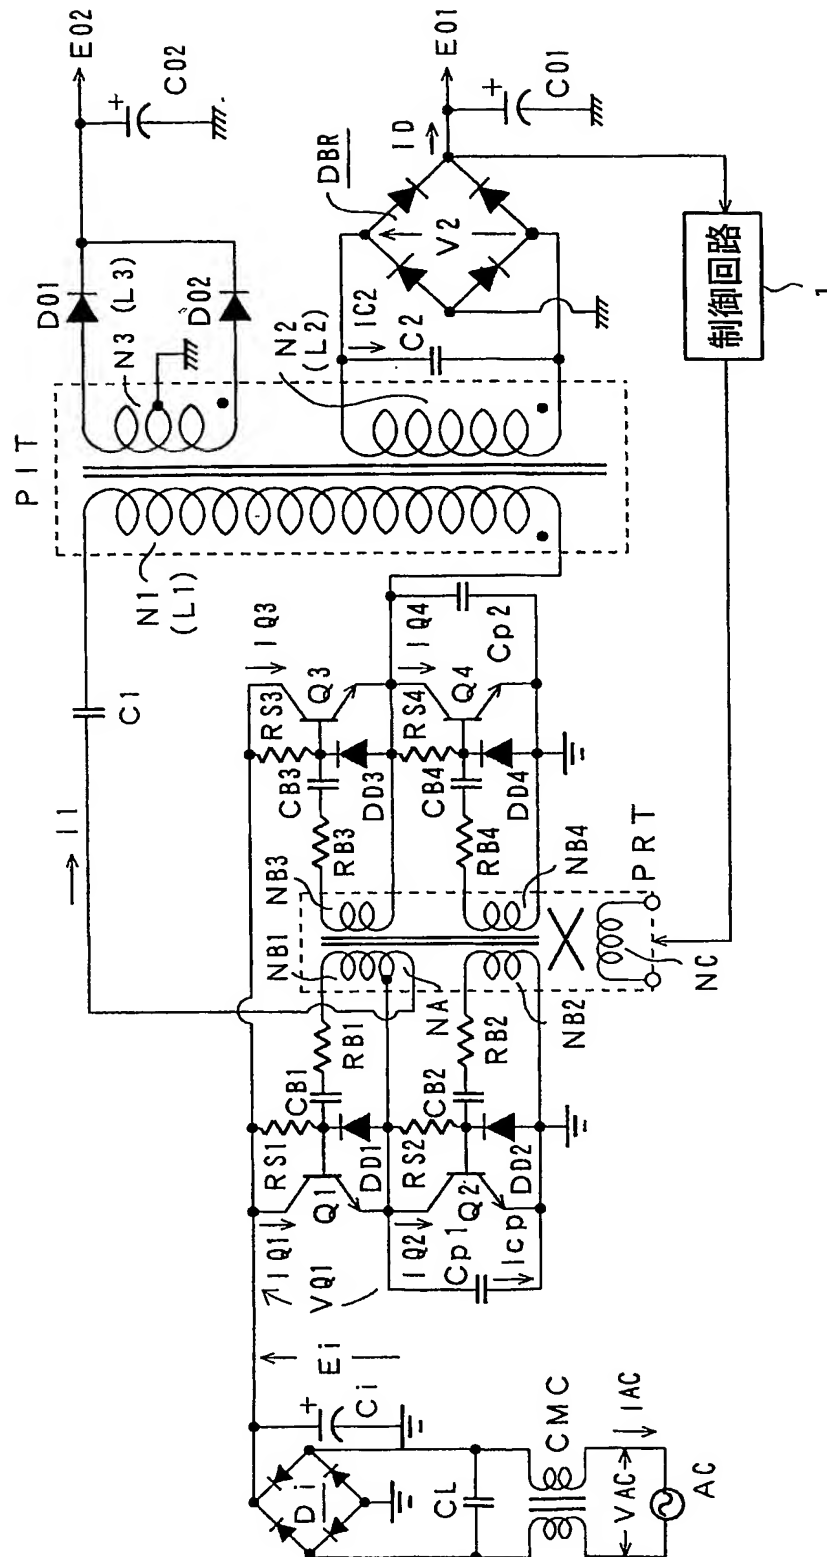 AC
VAC
IAC
CMC
CL
Di
Ci
Ei
VQ1
IQ1
Q1
RS1
CB1
RB1
DD1
IQ2
Q2
RS2
CB2
RB2
DD2
Cp1
Icp
NB1
NA
NB2
NB3
NB4
NC
PRT
I1
C1
RB3
CB3
RS3
DD3
Q3
IQ3
RB4
CB4
RS4
DD4
Q4
IQ4
Cp2
N1
(L1)
PIT
N3 (L3)
D01
D02
C02
E02
N2
(L2)
C2
IC2
V2
DBR
ID
C01
E01
制御回路
1